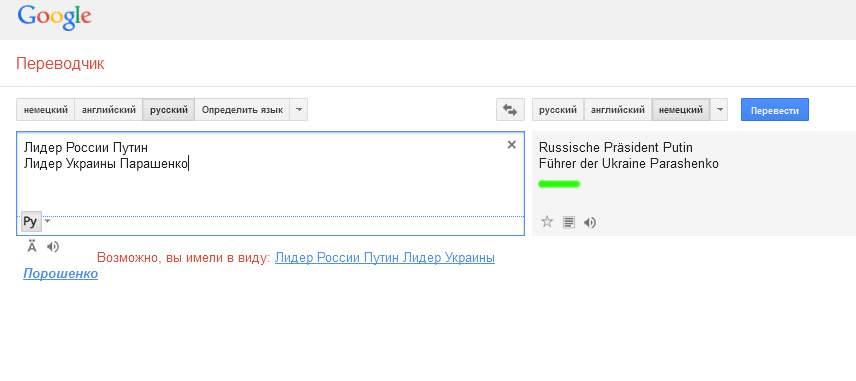 Google
Переводчик
немецкий английский русский Определить язык
русский английский немецкий Перевести
Лидер России Путин
Лидер Украины Парашенко
Russische Präsident Putin
Führer der Ukraine Parashenko
Ру
Ä
Возможно, вы имели в виду: Лидер России Путин Лидер Украины
Порошенко